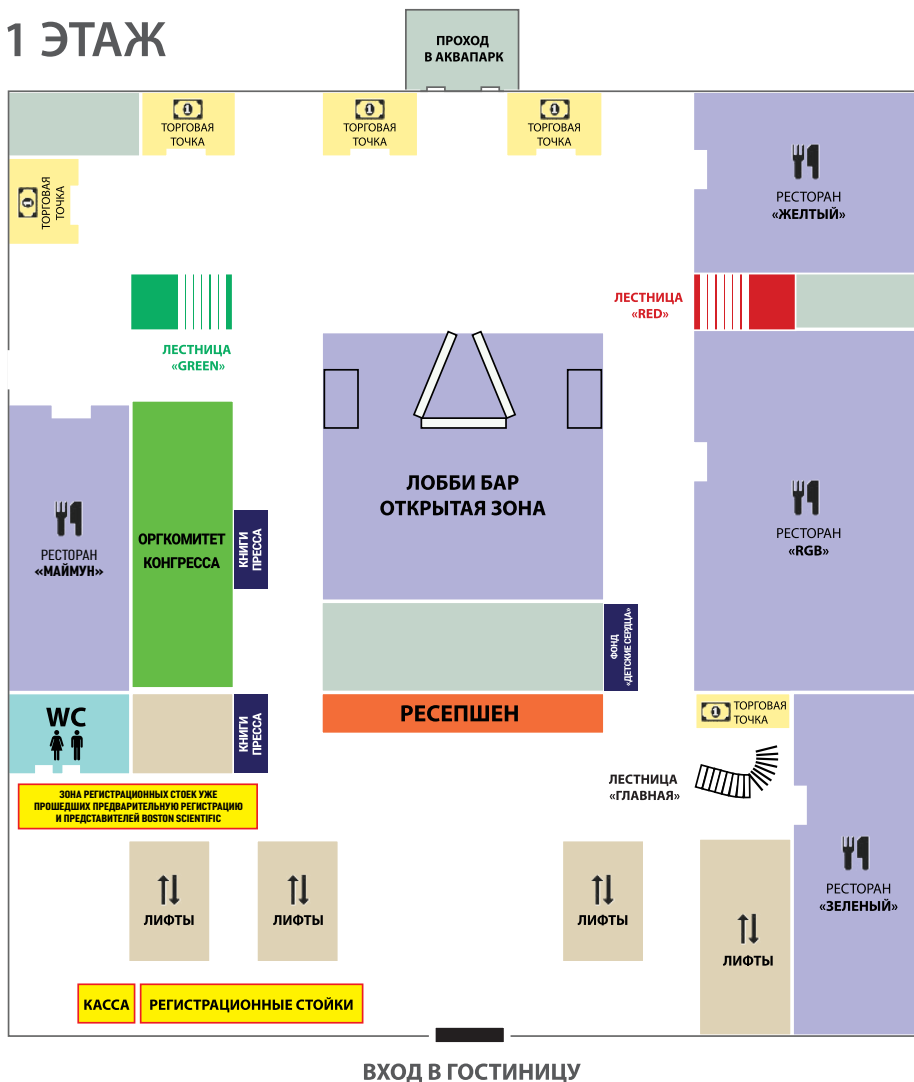 1 ЭТАЖ
ПРОХОД
В АКВАПАРК
ТОРГОВАЯ
ТОЧКА
ТОРГОВАЯ
ТОЧКА
ТОРГОВАЯ
ТОЧКА
ТОРГОВАЯ
ТОЧКА
РЕСТОРАН
«ЖЕЛТЫЙ»
ЛЕСТНИЦА
«RED»
ЛЕСТНИЦА
«GREEN»
ЛОББИ БАР
ОТКРЫТАЯ ЗОНА
РЕСТОРАН
«МАЙМУН»
ОРГКОМИТЕТ
КОНГРЕССА
КНИГИ
ПРЕССА
РЕСТОРАН
«RGB»
ФОНД
«ДЕТСКИЕ СЕРДЦА»
WC
КНИГИ
ПРЕССА
РЕСЕПШЕН
ТОРГОВАЯ
ТОЧКА
ЛЕСТНИЦА
«ГЛАВНАЯ»
ЗОНА РЕГИСТРАЦИОННЫХ СТОЕК УЖЕ
ПРОШЕДШИХ ПРЕДВАРИТЕЛЬНУЮ РЕГИСТРАЦИЮ
И ПРЕДСТАВИТЕЛЕЙ BOSTON SCIENTIFIC
РЕСТОРАН
«ЗЕЛЕНЫЙ»
ЛИФТЫ
ЛИФТЫ
ЛИФТЫ
ЛИФТЫ
КАССА
РЕГИСТРАЦИОННЫЕ СТОЙКИ
ВХОД В ГОСТИНИЦУ